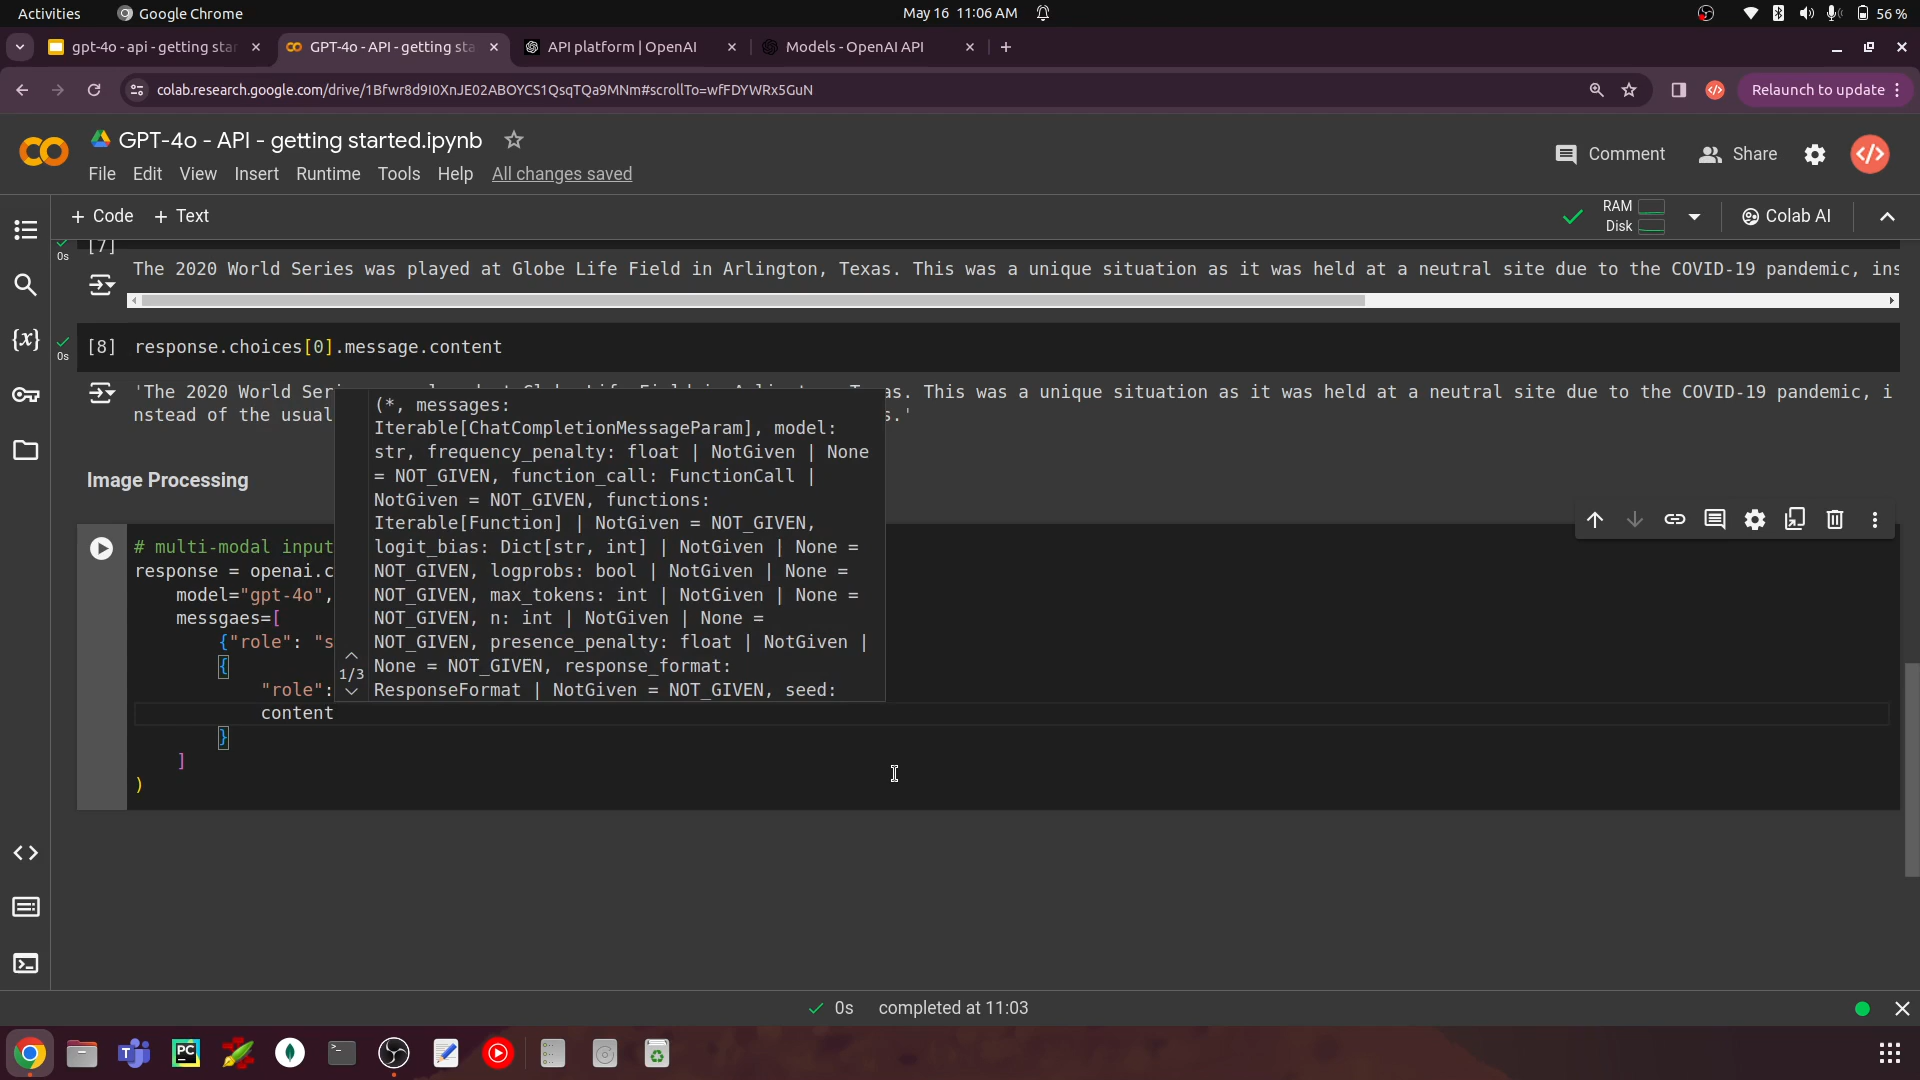 Activities
Google Chrome
May 16 11:06 AM
56 %
gpt-4o - api - getting star
GPT-4o - API - getting sta
API platform | OpenAI
Models - OpenAI API
colab.research.google.com/drive/1Bfwr8d9I0XnJE02ABOYCS1QsqTQa9MNm#scrollTo=wfFDYWRx5GuN
Relaunch to update
GPT-4o - API - getting started.ipynb
File Edit View Insert Runtime Tools Help All changes saved
Comment
Share
+ Code + Text
RAM
Disk
Colab AI
[7]
0s
The 2020 World Series was played at Globe Life Field in Arlington, Texas. This was a unique situation as it was held at a neutral site due to the COVID-19 pandemic, ins
[8] response.choices[0].message.content
0s
'The 2020 World Ser
as. This was a unique situation as it was held at a neutral site due to the COVID-19 pandemic, i
nstead of the usual
s.'
Image Processing
(*, messages:
Iterable[ChatCompletionMessageParam], model:
str, frequency_penalty: float | NotGiven | None
= NOT_GIVEN, function_call: FunctionCall |
NotGiven = NOT_GIVEN, functions:
Iterable[Function] | NotGiven = NOT_GIVEN,
logit_bias: Dict[str, int] | NotGiven | None =
NOT_GIVEN, logprobs: bool | NotGiven | None =
NOT_GIVEN, max_tokens: int | NotGiven | None =
NOT_GIVEN, n: int | NotGiven | None =
NOT_GIVEN, presence_penalty: float | NotGiven |
None = NOT_GIVEN, response_format:
ResponseFormat | NotGiven = NOT_GIVEN, seed:
1/3
# multi-modal input
response = openai.c
model="gpt-4o",
messgaes=[
{"role": "s
{
"role":
content
}
]
)
0s completed at 11:03